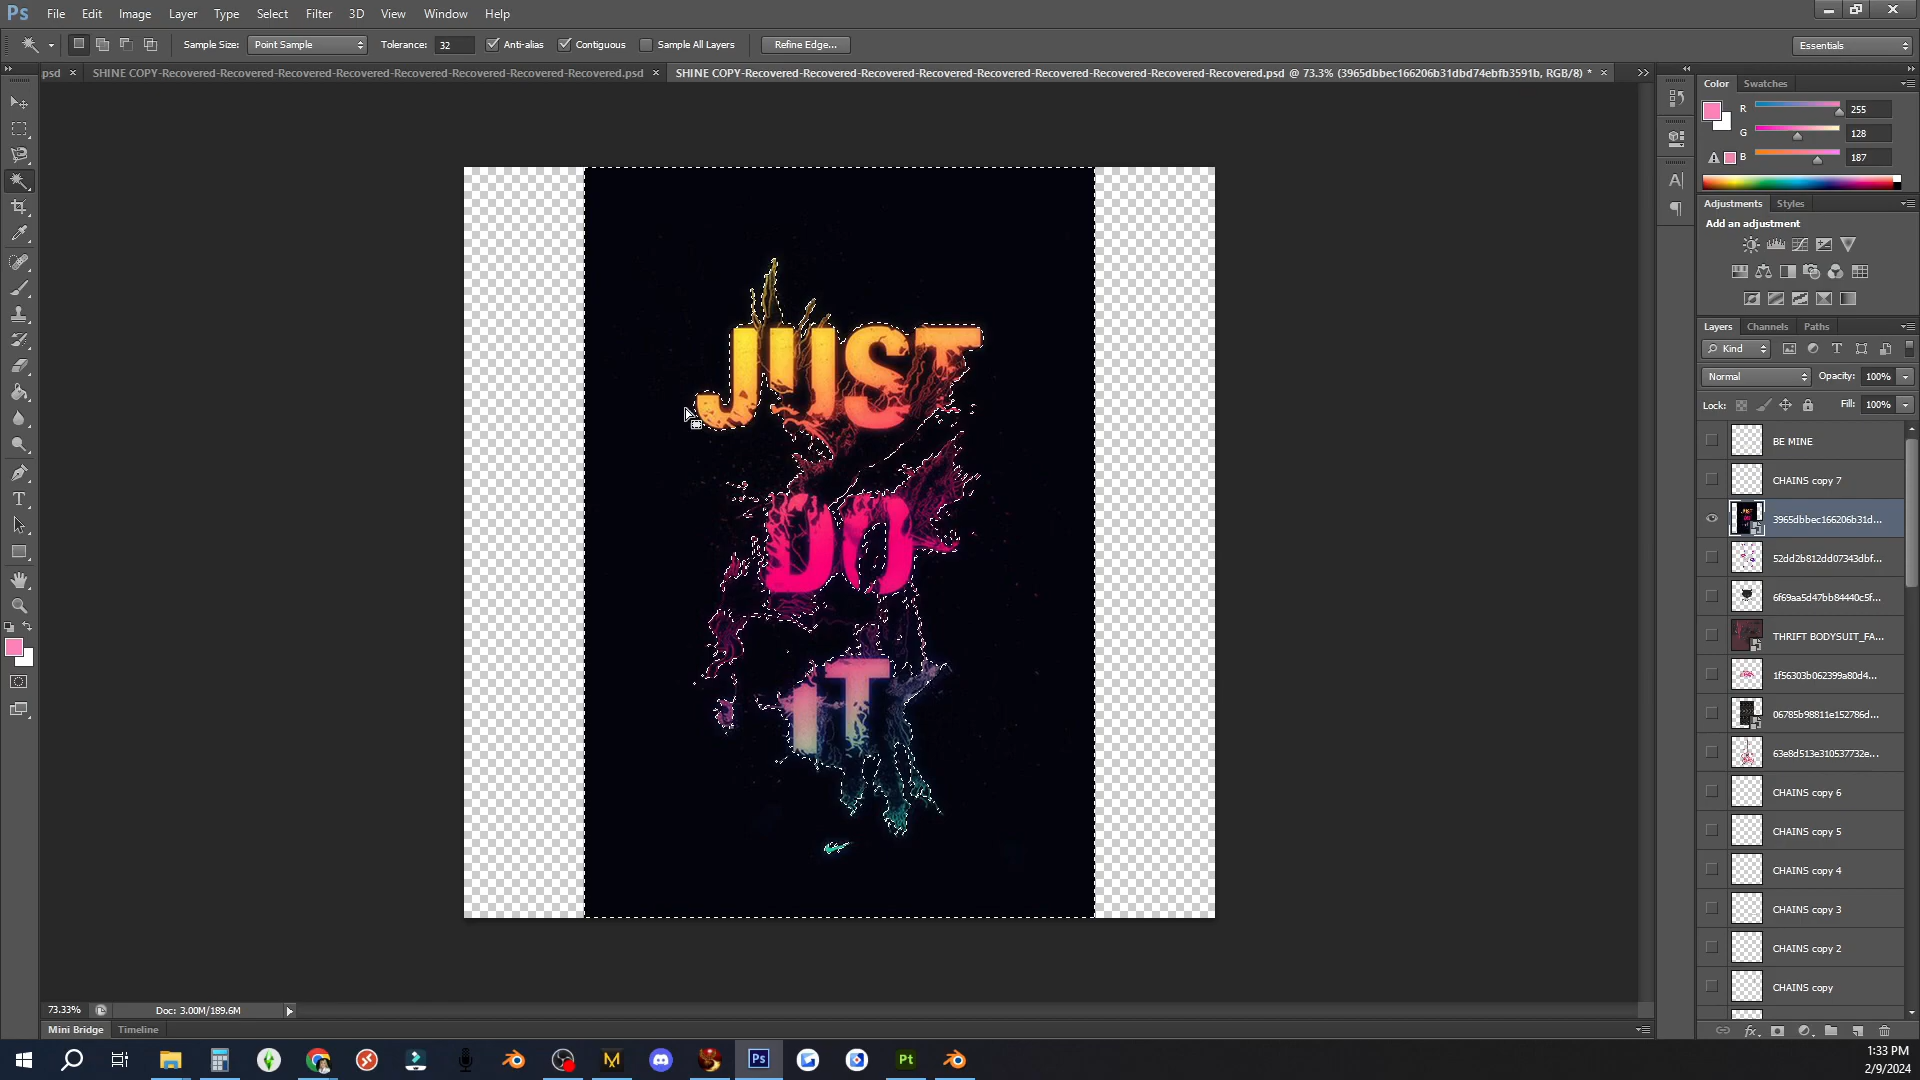 Ps File Edit Image Layer Type Select Filter 3D View Window Help
Sample Size: Point Sample Tolerance: 32 Anti-alias Contiguous Sample All Layers Refine Edge... Essentials
psd × SHINE COPY-Recovered-Recovered-Recovered-Recovered-Recovered-Recovered-Recovered-Recovered-Recovered.psd × SHINE COPY-Recovered-Recovered-Recovered-Recovered-Recovered-Recovered-Recovered-Recovered-Recovered-Recovered.psd @ 73.3% (3965dbbec166206b31dbd74ebfb3591b, RGB/8) * ×
Color Swatches
R 255
G 128
B 187
Adjustments Styles
Add an adjustment
Layers Channels Paths
Kind
Normal Opacity: 100%
Lock: Fill: 100%
BE MINE
CHAINS copy 7
3965dbbec166206b31d...
52dd2b812dd07343dbf...
6f69aa5d47bb84440c5f...
THRIFT BODYSUIT_FA...
1f56303b062399a80d4...
06785b98811e152786d...
63e8d513e310537732e...
CHAINS copy 6
CHAINS copy 5
CHAINS copy 4
CHAINS copy 3
CHAINS copy 2
CHAINS copy
JUST
DO
IT
73.33% Doc: 3.00M/189.6M
Mini Bridge Timeline
Ps Pt
1:33 PM
2/9/2024